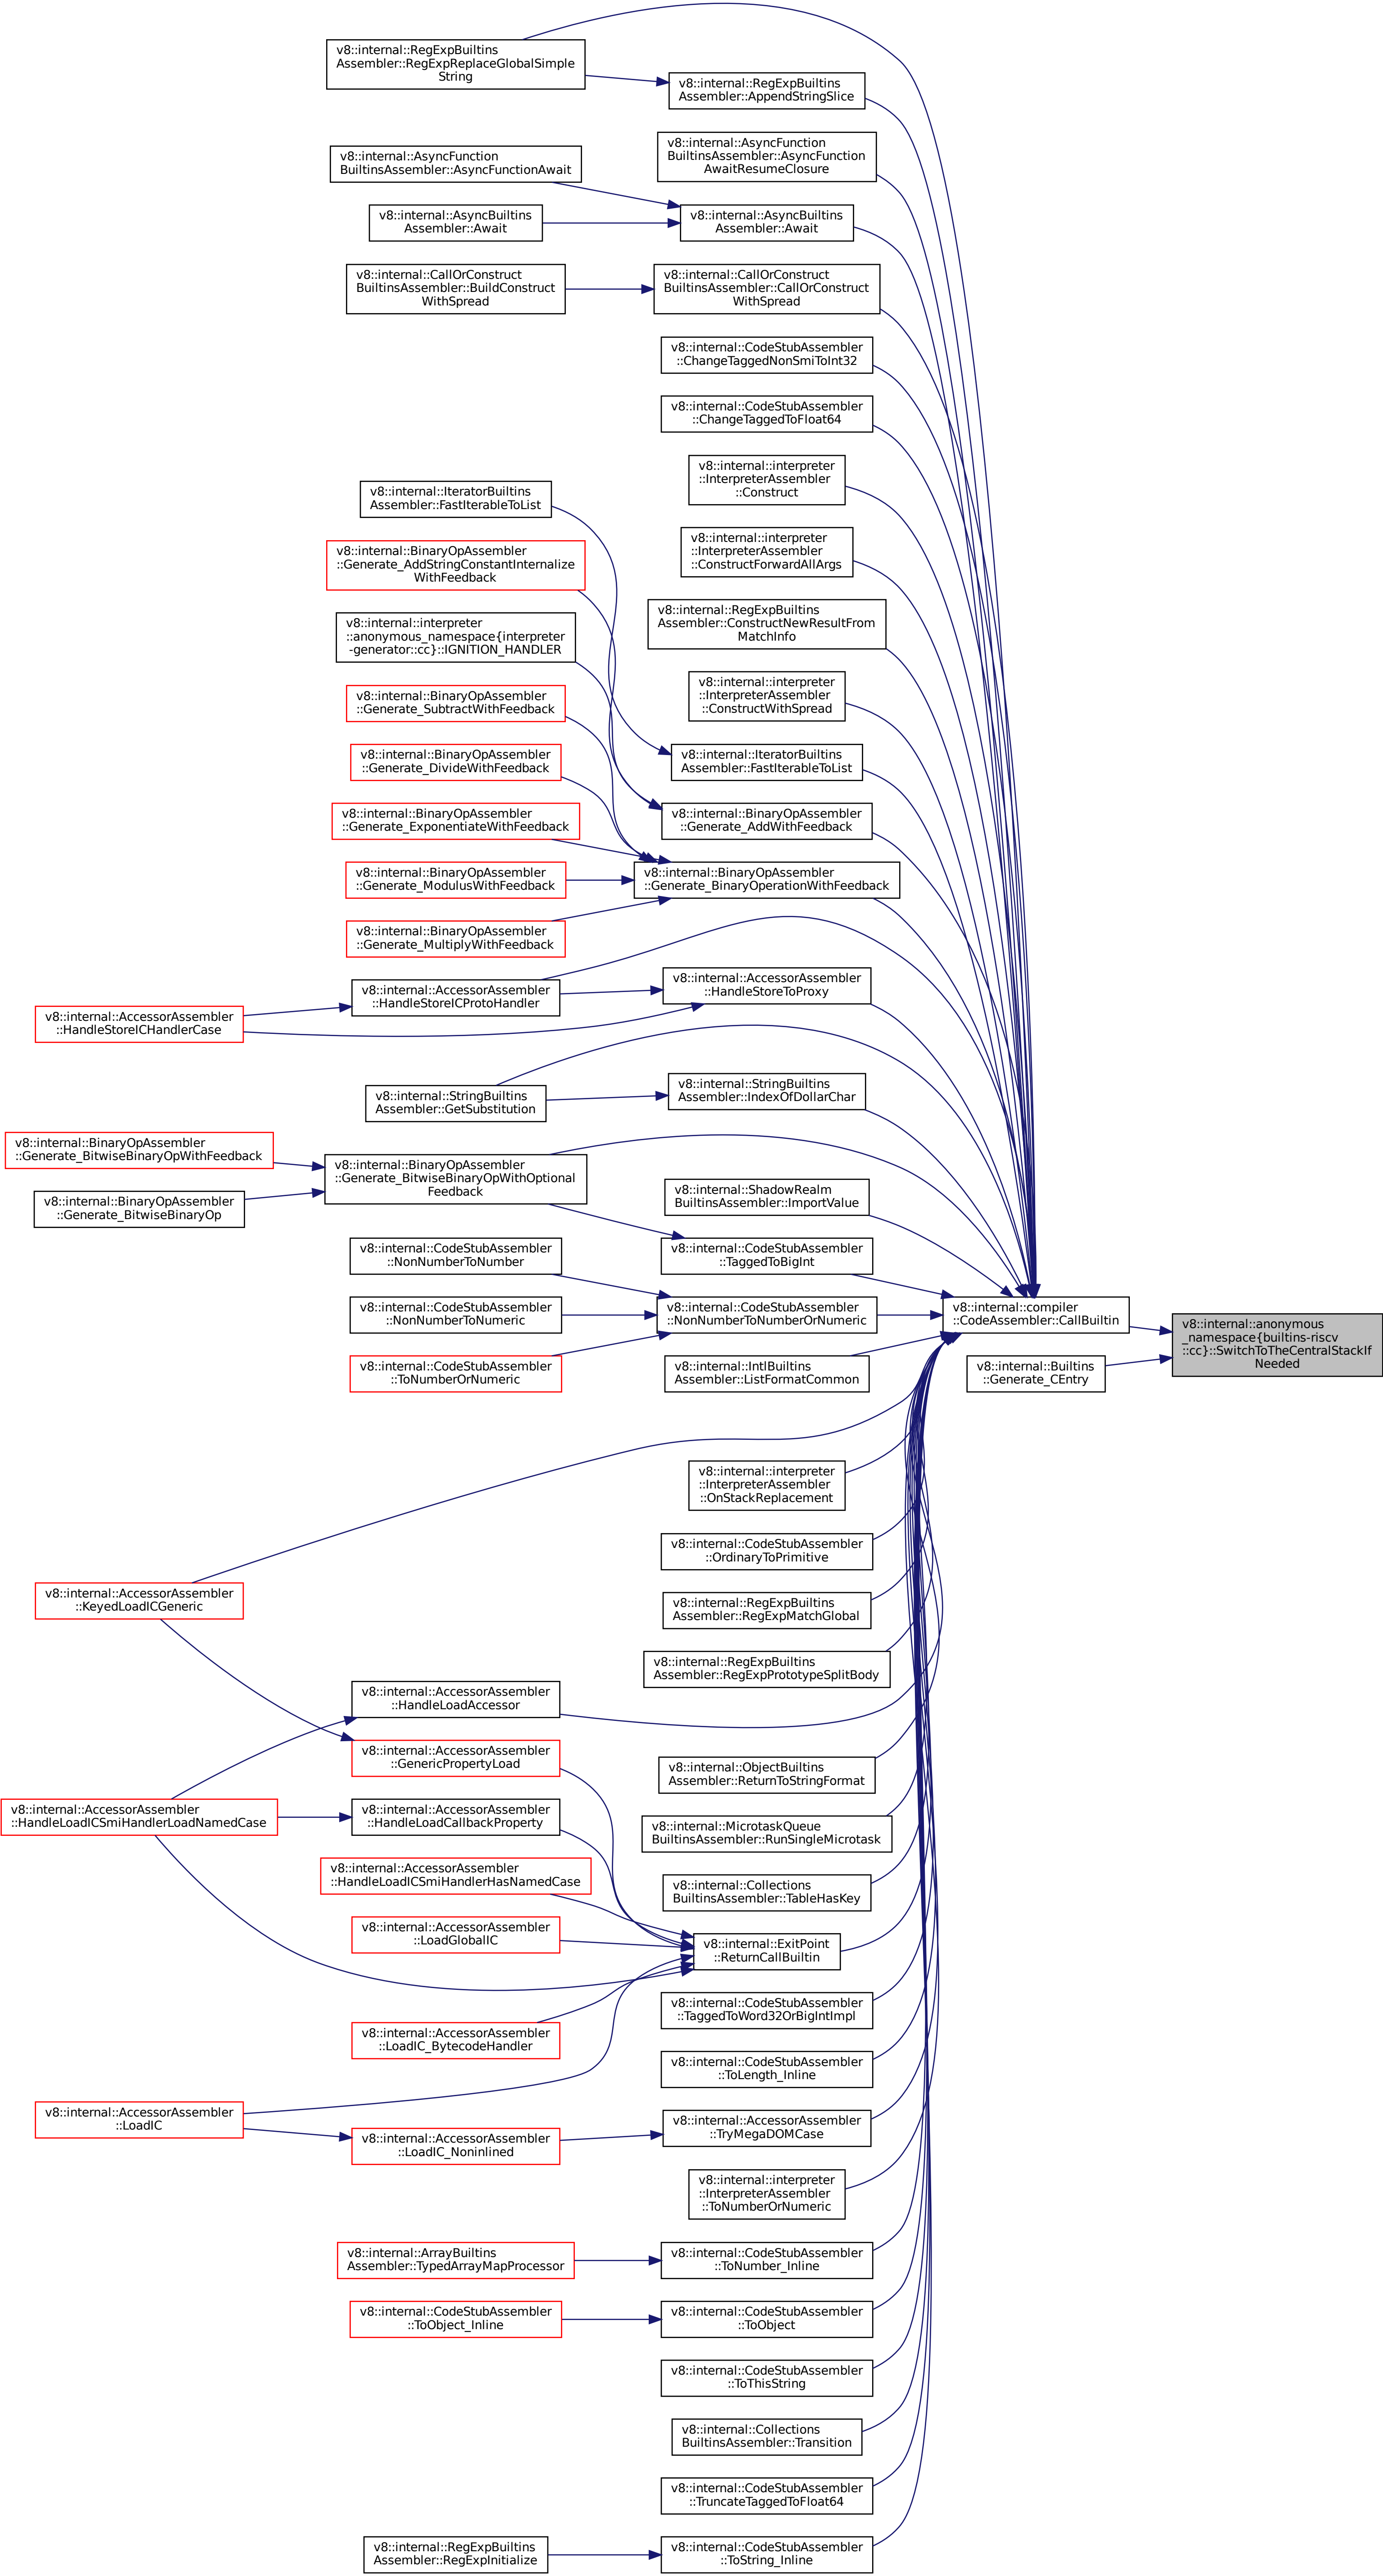 v8::internal::RegExpBuiltins
Assembler::RegExpReplaceGlobalSimple
String
v8::internal::RegExpBuiltins
Assembler::AppendStringSlice
v8::internal::AsyncFunction
BuiltinsAssembler::AsyncFunction
AwaitResumeClosure
v8::internal::AsyncFunction
BuiltinsAssembler::AsyncFunctionAwait
v8::internal::AsyncBuiltins
Assembler::Await
v8::internal::AsyncBuiltins
Assembler::Await
v8::internal::CallOrConstruct
BuiltinsAssembler::BuildConstruct
WithSpread
v8::internal::CallOrConstruct
BuiltinsAssembler::CallOrConstruct
WithSpread
v8::internal::CodeStubAssembler
::ChangeTaggedNonSmiToInt32
v8::internal::CodeStubAssembler
::ChangeTaggedToFloat64
v8::internal::interpreter
::InterpreterAssembler
::Construct
v8::internal::IteratorBuiltins
Assembler::FastIterableToList
v8::internal::interpreter
::InterpreterAssembler
::ConstructForwardAllArgs
v8::internal::BinaryOpAssembler
::Generate_AddStringConstantInternalize
WithFeedback
v8::internal::RegExpBuiltins
Assembler::ConstructNewResultFrom
MatchInfo
v8::internal::interpreter
::anonymous_namespace{interpreter
-generator::cc}::IGNITION_HANDLER
v8::internal::interpreter
::InterpreterAssembler
::ConstructWithSpread
v8::internal::BinaryOpAssembler
::Generate_SubtractWithFeedback
v8::internal::IteratorBuiltins
Assembler::FastIterableToList
v8::internal::BinaryOpAssembler
::Generate_DivideWithFeedback
v8::internal::BinaryOpAssembler
::Generate_AddWithFeedback
v8::internal::BinaryOpAssembler
::Generate_ExponentiateWithFeedback
v8::internal::BinaryOpAssembler
::Generate_BinaryOperationWithFeedback
v8::internal::BinaryOpAssembler
::Generate_ModulusWithFeedback
v8::internal::BinaryOpAssembler
::Generate_MultiplyWithFeedback
v8::internal::AccessorAssembler
::HandleStoreToProxy
v8::internal::AccessorAssembler
::HandleStoreICProtoHandler
v8::internal::AccessorAssembler
::HandleStoreICHandlerCase
v8::internal::StringBuiltins
Assembler::IndexOfDollarChar
v8::internal::StringBuiltins
Assembler::GetSubstitution
v8::internal::BinaryOpAssembler
::Generate_BitwiseBinaryOpWithFeedback
v8::internal::BinaryOpAssembler
::Generate_BitwiseBinaryOpWithOptional
Feedback
v8::internal::ShadowRealm
BuiltinsAssembler::ImportValue
v8::internal::BinaryOpAssembler
::Generate_BitwiseBinaryOp
v8::internal::CodeStubAssembler
::NonNumberToNumber
v8::internal::CodeStubAssembler
::TaggedToBigInt
v8::internal::CodeStubAssembler
::NonNumberToNumeric
v8::internal::CodeStubAssembler
::NonNumberToNumberOrNumeric
v8::internal::compiler
::CodeAssembler::CallBuiltin
v8::internal::anonymous
_namespace{builtins-riscv
::cc}::SwitchToTheCentralStackIf
Needed
v8::internal::CodeStubAssembler
::ToNumberOrNumeric
v8::internal::IntlBuiltins
Assembler::ListFormatCommon
v8::internal::Builtins
::Generate_CEntry
v8::internal::interpreter
::InterpreterAssembler
::OnStackReplacement
v8::internal::CodeStubAssembler
::OrdinaryToPrimitive
v8::internal::AccessorAssembler
::KeyedLoadICGeneric
v8::internal::RegExpBuiltins
Assembler::RegExpMatchGlobal
v8::internal::RegExpBuiltins
Assembler::RegExpPrototypeSplitBody
v8::internal::AccessorAssembler
::HandleLoadAccessor
v8::internal::AccessorAssembler
::GenericPropertyLoad
v8::internal::ObjectBuiltins
Assembler::ReturnToStringFormat
v8::internal::AccessorAssembler
::HandleLoadICSmiHandlerLoadNamedCase
v8::internal::AccessorAssembler
::HandleLoadCallbackProperty
v8::internal::MicrotaskQueue
BuiltinsAssembler::RunSingleMicrotask
v8::internal::AccessorAssembler
::HandleLoadICSmiHandlerHasNamedCase
v8::internal::Collections
BuiltinsAssembler::TableHasKey
v8::internal::AccessorAssembler
::LoadGlobalIC
v8::internal::ExitPoint
::ReturnCallBuiltin
v8::internal::CodeStubAssembler
::TaggedToWord32OrBigIntImpl
v8::internal::AccessorAssembler
::LoadIC_BytecodeHandler
v8::internal::CodeStubAssembler
::ToLength_Inline
v8::internal::AccessorAssembler
::LoadIC
v8::internal::AccessorAssembler
::LoadIC_Noninlined
v8::internal::AccessorAssembler
::TryMegaDOMCase
v8::internal::interpreter
::InterpreterAssembler
::ToNumberOrNumeric
v8::internal::ArrayBuiltins
Assembler::TypedArrayMapProcessor
v8::internal::CodeStubAssembler
::ToNumber_Inline
v8::internal::CodeStubAssembler
::ToObject_Inline
v8::internal::CodeStubAssembler
::ToObject
v8::internal::CodeStubAssembler
::ToThisString
v8::internal::Collections
BuiltinsAssembler::Transition
v8::internal::CodeStubAssembler
::TruncateTaggedToFloat64
v8::internal::RegExpBuiltins
Assembler::RegExpInitialize
v8::internal::CodeStubAssembler
::ToString_Inline